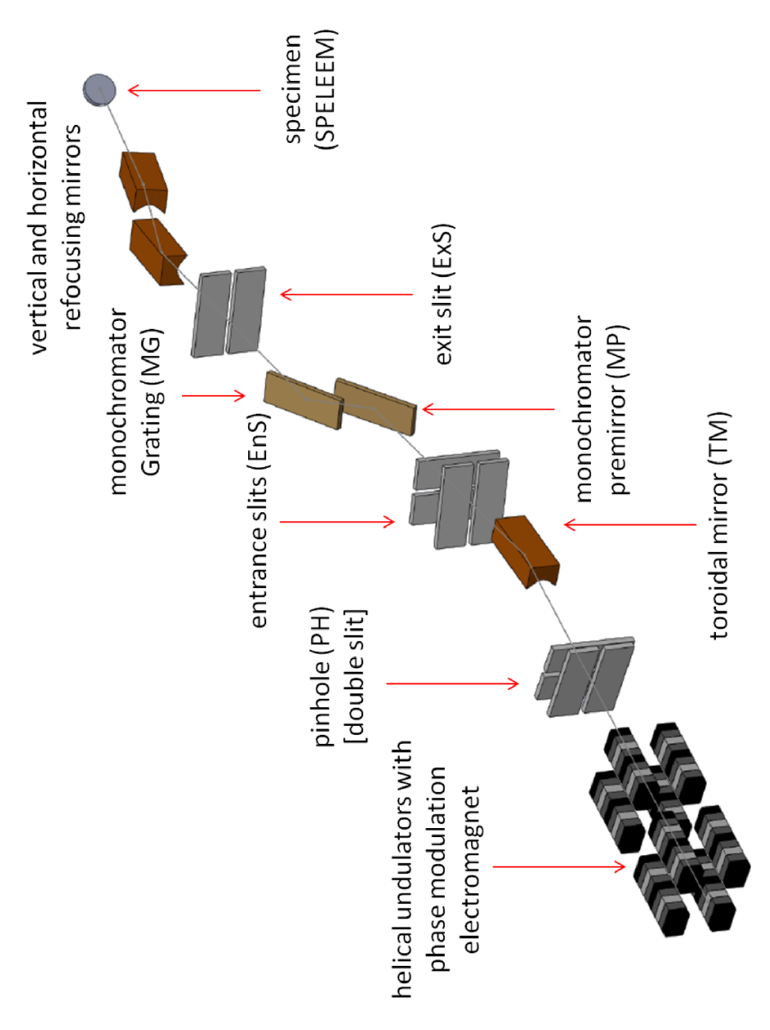 vertical and horizontal
refocusing mirrors
specimen
(SPELEEM)
monochromator
Grating (MG)
exit slit (ExS)
entrance slits (EnS)
monochromator
premirror (MP)
pinhole (PH)
[double slit]
toroidal mirror (TM)
helical undulators with
phase modulation
electromagnet